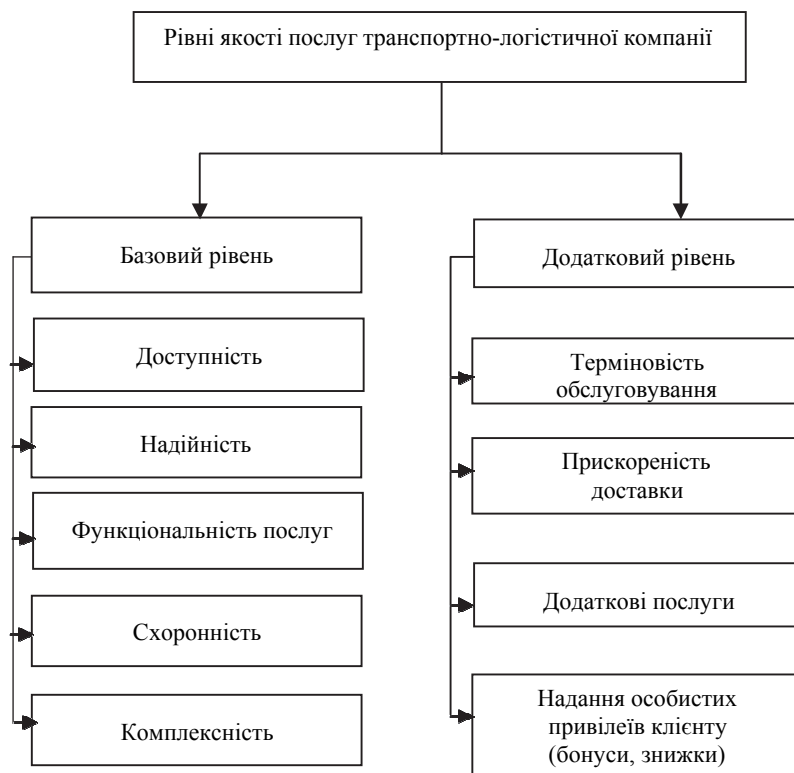 Рівні якості послуг транспортно-логістичної компанії
Базовий рівень
Доступність
Надійність
Функціональність послуг
Схоронність
Комплексність
Додатковий рівень
Терміновість
обслуговування
Прискореність
доставки
Додаткові послуги
Надання особистих
привілеїв клієнту
(бонуси, знижки)